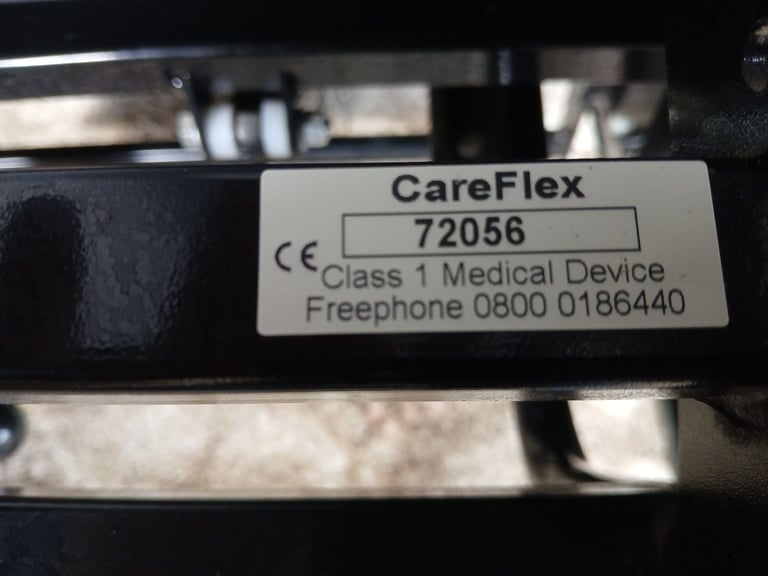 CareFlex
72056
CE
Class 1 Medical Device
Freephone 0800 0186440